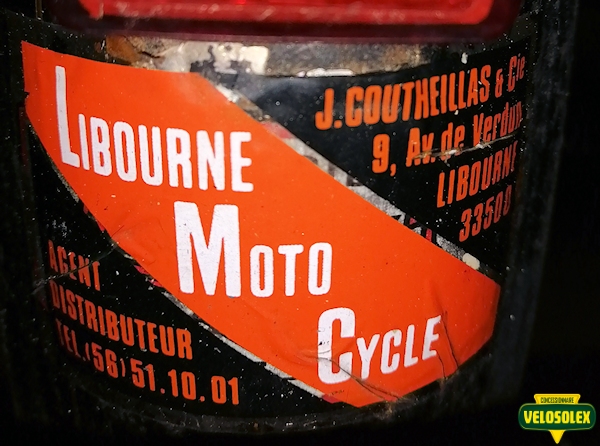 LIBOURNE
MOTO
CYCLE
J. COUTHEILLAS & Cie
9, Av. de Verdun
LIBOURNE
33500
AGENT
DISTRIBUTEUR
TEL. (56) 51.10.01
CONCESSIONNAIRE
VELOSOLEX